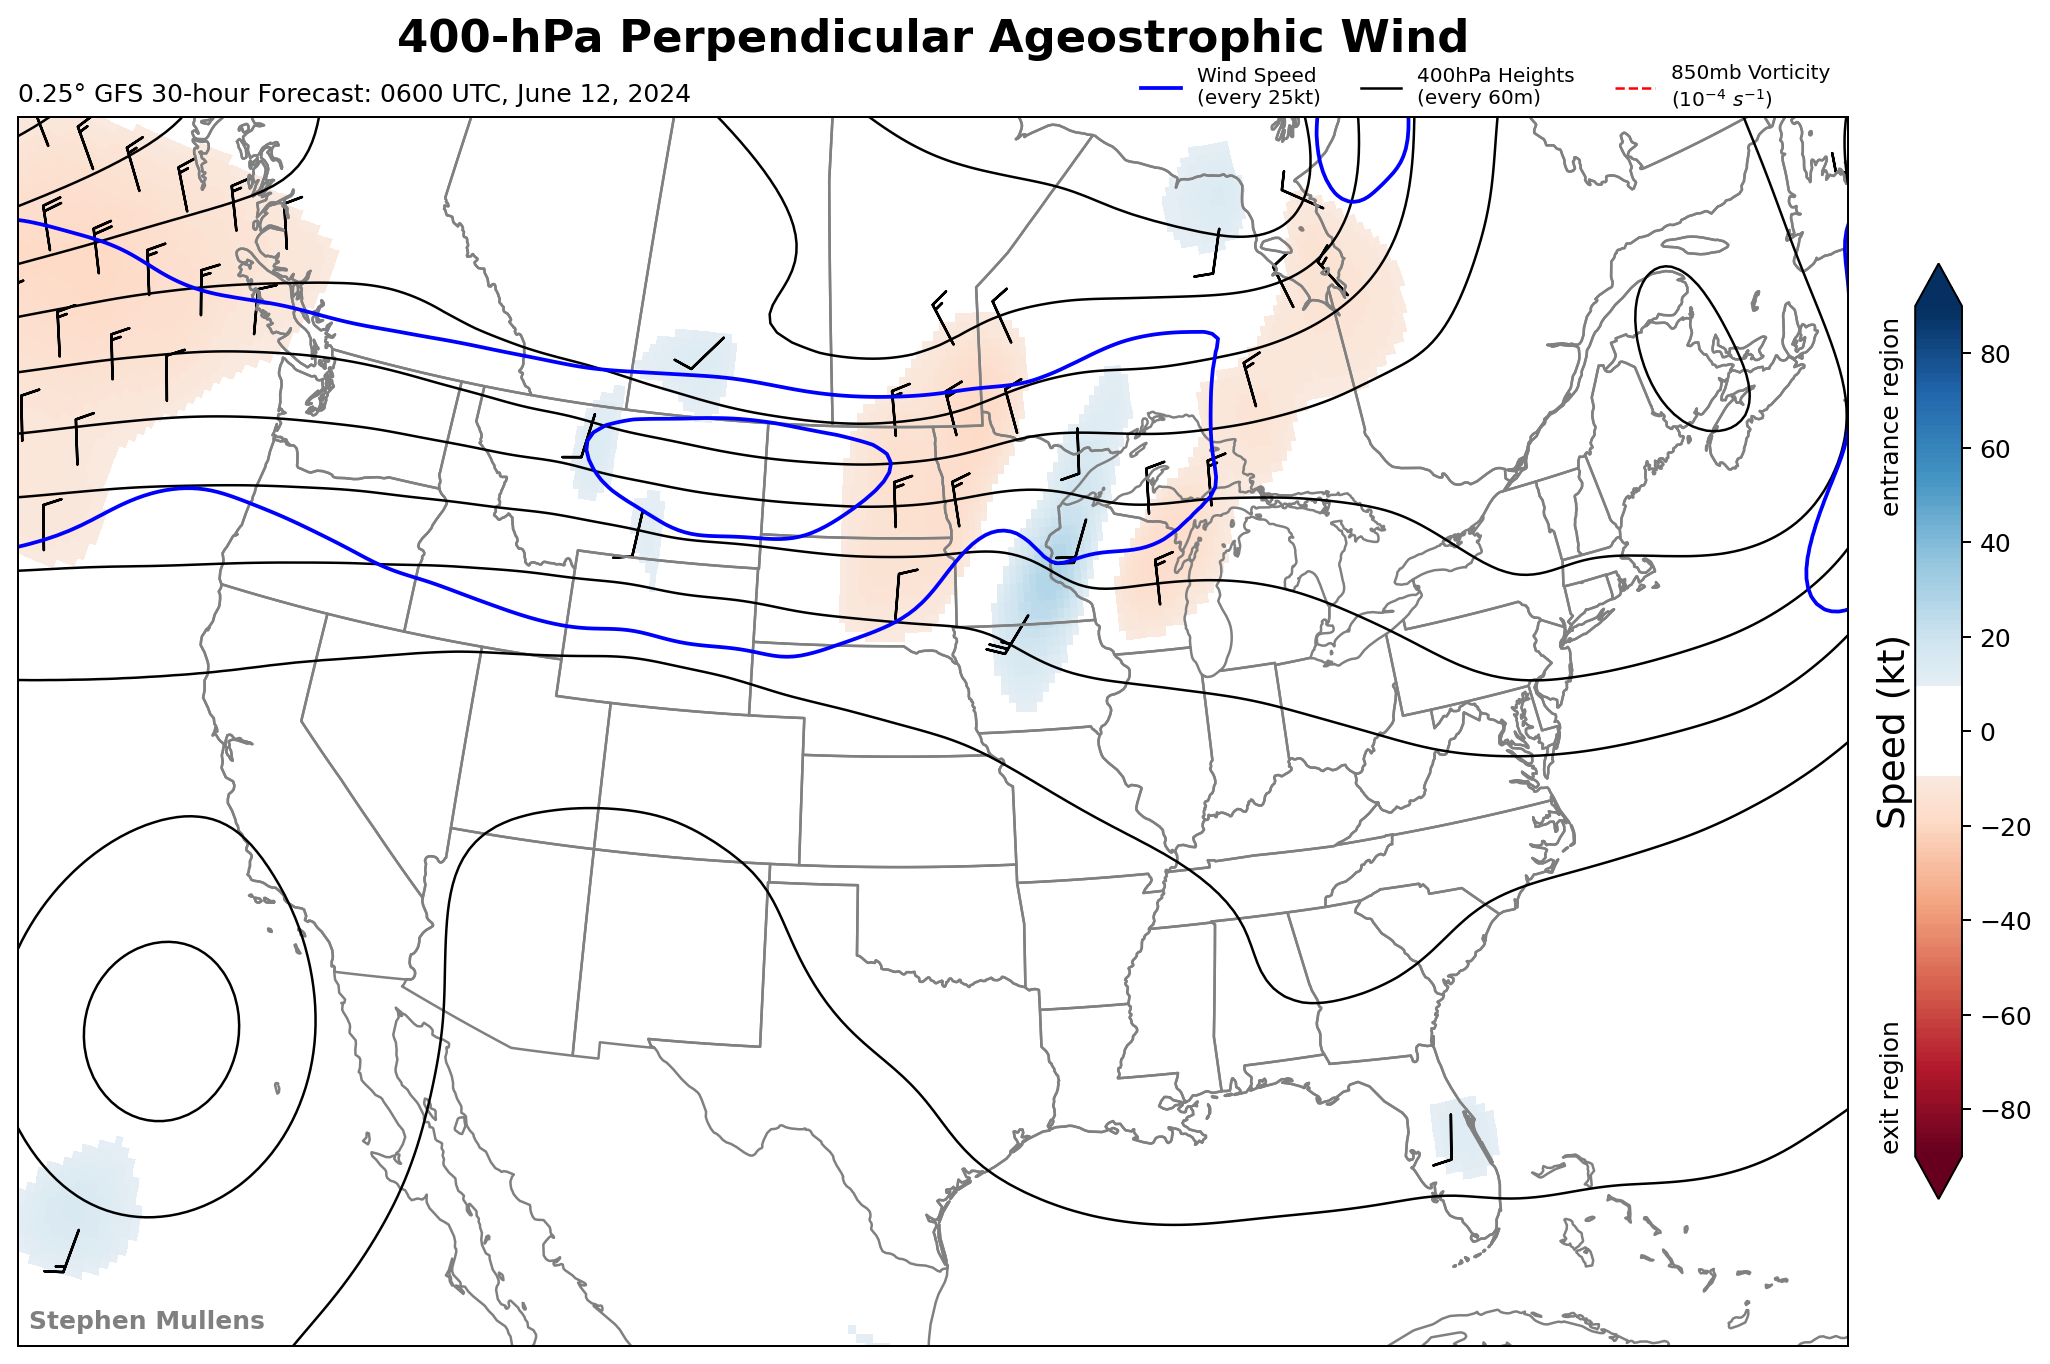 400-hPa Perpendicular Ageostrophic Wind
0.25° GFS 30-hour Forecast: 0600 UTC, June 12, 2024
Wind Speed
(every 25kt)
400hPa Heights
(every 60m)
850mb Vorticity
(10⁻⁴ s⁻¹)
entrance region
Speed (kt)
exit region
80
60
40
20
0
−20
−40
−60
−80
Stephen Mullens